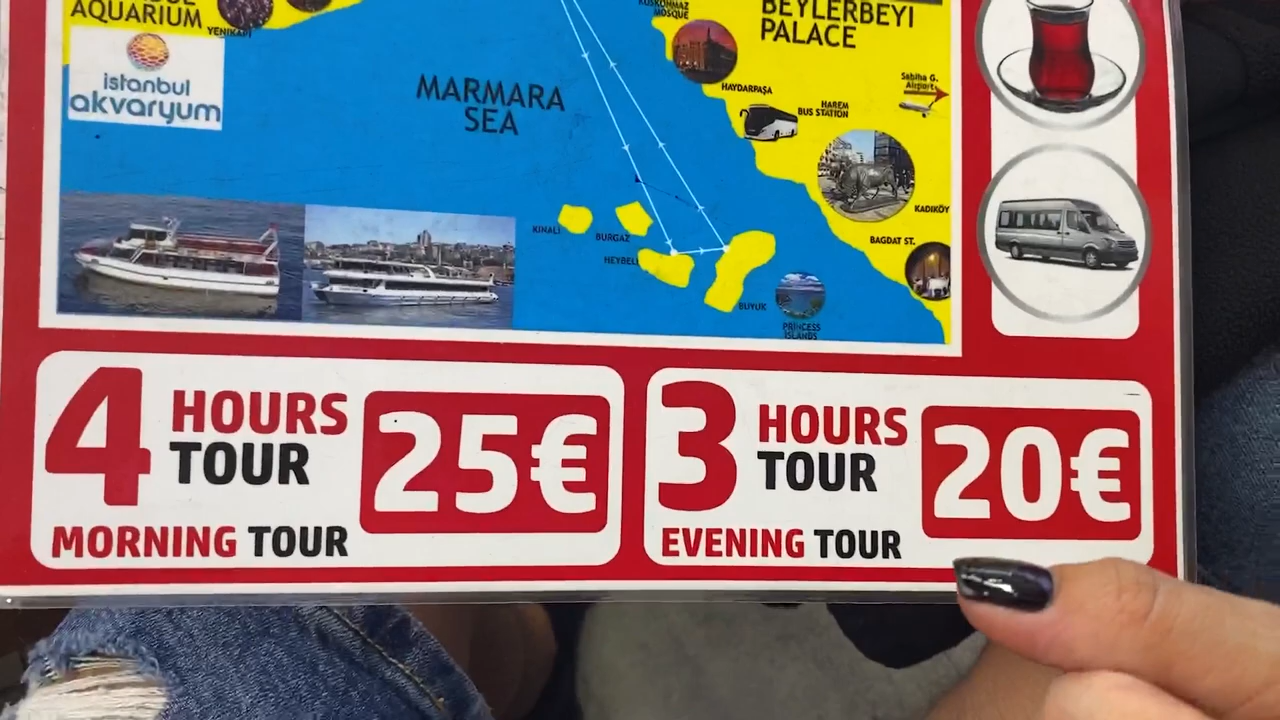 AQUARIUM
YENIKAPI
istanbul
akvaryum
MOSQUE
BEYLERBEYI
PALACE
MARMARA
SEA
HAYDARPAŞA
Sabiha G.
Airport
HAREM
BUS STATION
KADIKÖY
BAGDAT ST.
KINALI
BURGAZ
HEYBELI
BUYUK
PRINCESS
ISLANDS
4 HOURS
TOUR
25€
MORNING TOUR
3 HOURS
TOUR
20€
EVENING TOUR